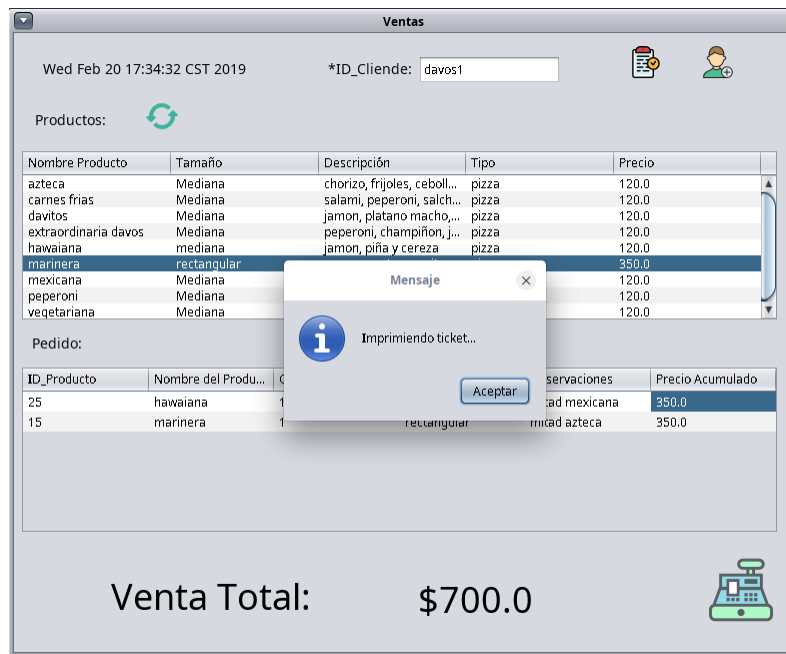 Ventas
Wed Feb 20 17:34:32 CST 2019 *ID_Cliende: davos1
Productos:
Nombre Producto Tamaño Descripción Tipo Precio
azteca Mediana chorizo, frijoles, ceboll... pizza 120.0
carnes frias Mediana salami, peperoni, salch... pizza 120.0
davitos Mediana jamon, platano macho,... pizza 120.0
extraordinaria davos Mediana peperoni, champiñon, j... pizza 120.0
hawaiana mediana jamon, piña y cereza pizza 120.0
marinera rectangular 350.0
mexicana Mediana 120.0
peperoni Mediana 120.0
vegetariana Mediana 120.0
Mensaje
Imprimiendo ticket...
Aceptar
Pedido:
ID_Producto Nombre del Produ... servaciones Precio Acumulado
25 hawaiana 1 tad mexicana 350.0
15 marinera 1 rectangular mitad azteca 350.0
Venta Total: $700.0